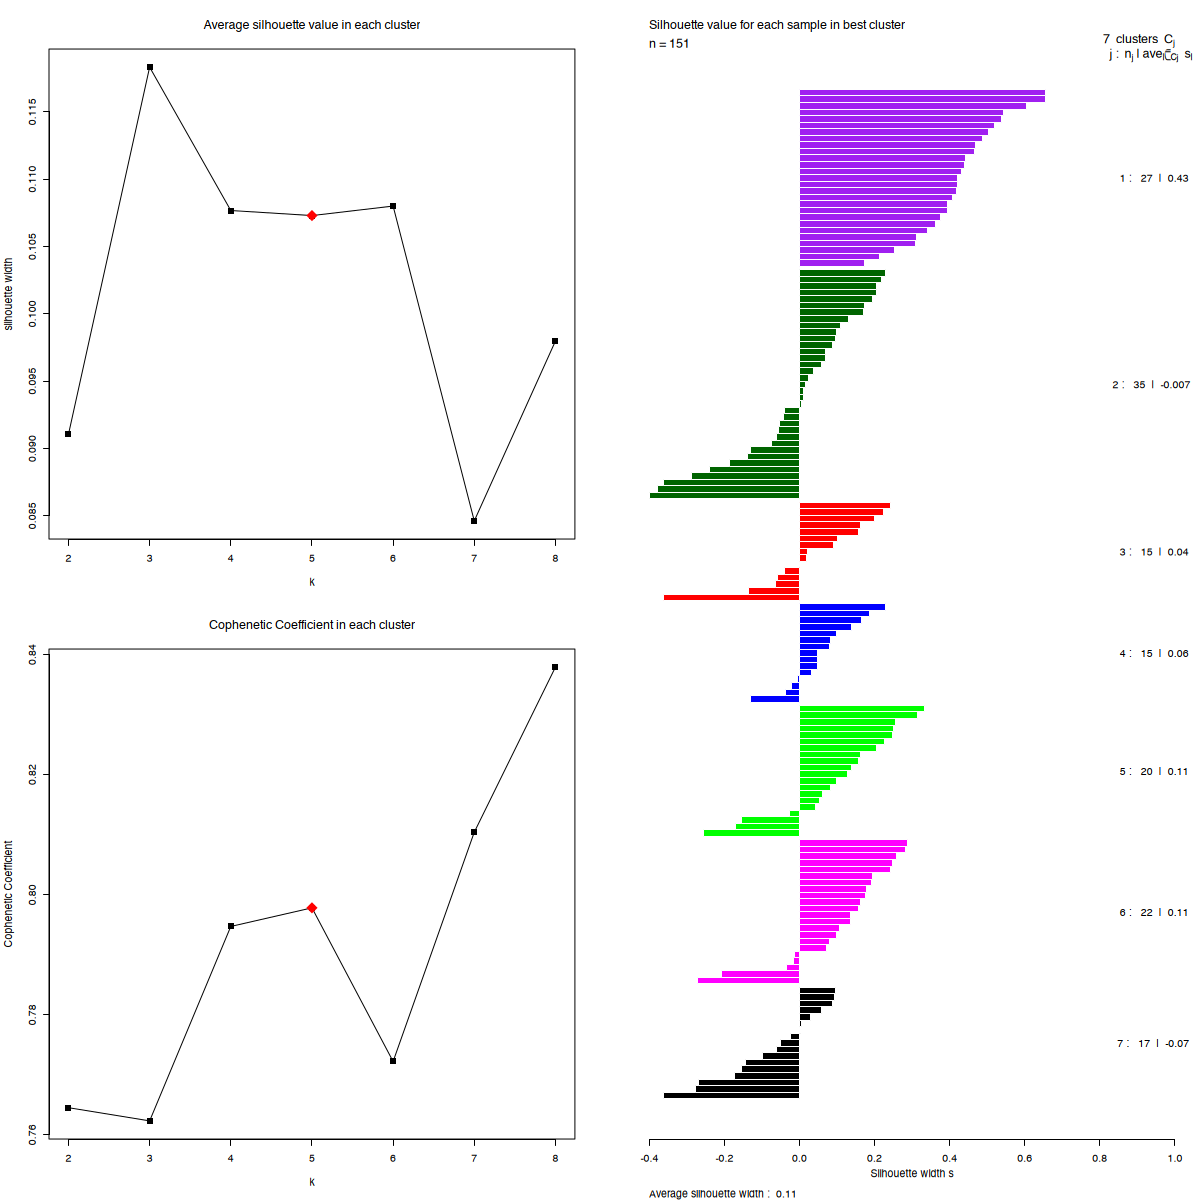 Average silhouette value in each cluster
0.115
0.110
0.105
0.100
0.095
0.090
0.085
silhouette width
2 3 4 5 6 7 8
k
Cophenetic Coefficient in each cluster
0.84
0.82
0.80
0.78
0.76
Cophenetic Coefficient
2 3 4 5 6 7 8
k
Silhouette value for each sample in best cluster
n = 151
7 clusters Cj
j : nj | avei∈Cj si
1 : 27 | 0.43
2 : 35 | -0.007
3 : 15 | 0.04
4 : 15 | 0.06
5 : 20 | 0.11
6 : 22 | 0.11
7 : 17 | -0.07
-0.4 -0.2 0.0 0.2 0.4 0.6 0.8 1.0
Silhouette width s
Average silhouette width : 0.11